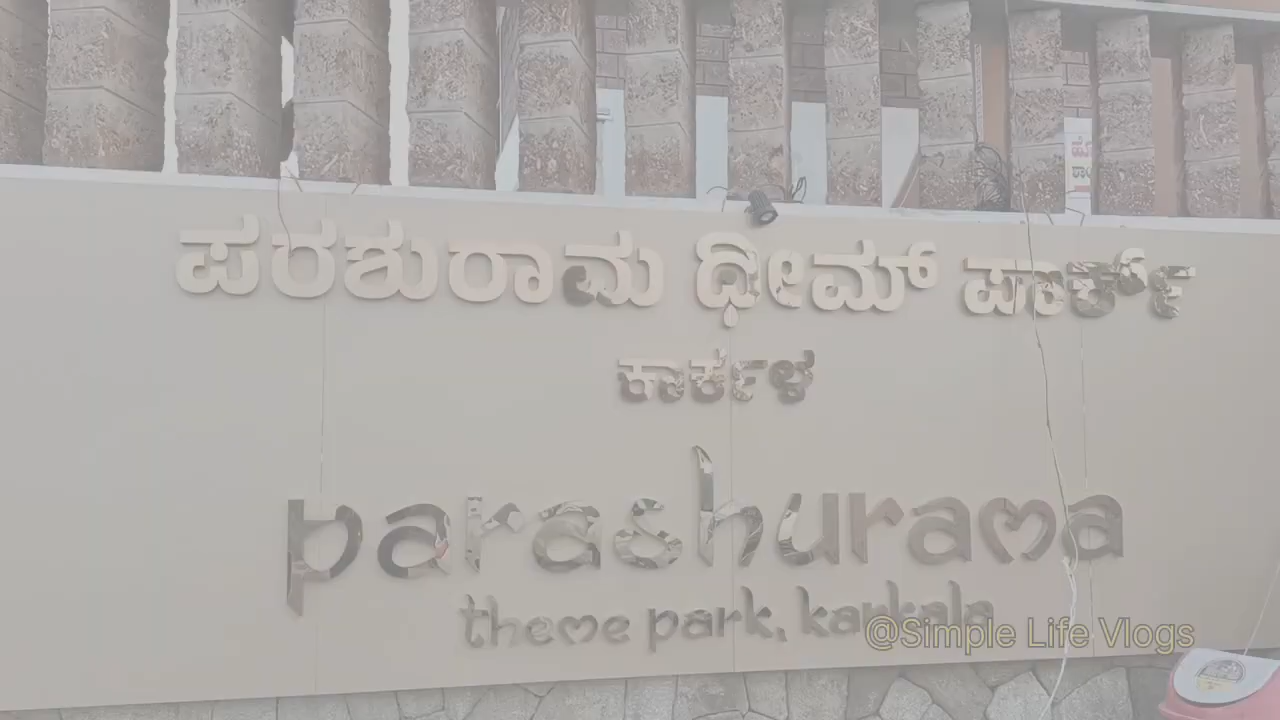 ಪರಶುರಾಮ ಥೀಮ್ ಪಾರ್ಕ್
ಕಾರ್ಕಳ
parashurama
theme park, karkala
@Simple Life Vlogs